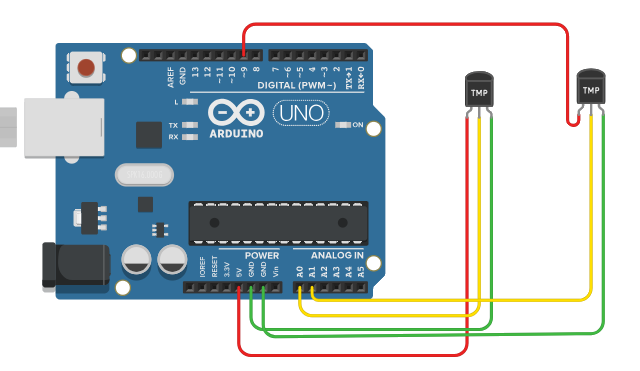 AREF
GND
13
12
~11
~10
~9
8
7
~6
~5
4
~3
2
TX→1
RX←0
DIGITAL (PWM~)
L
TX
RX
ARDUINO
UNO
ON
TMP
TMP
POWER
ANALOG IN
IOREF
RESET
3.3V
5V
GND
GND
Vin
A0
A1
A2
A3
A4
A5